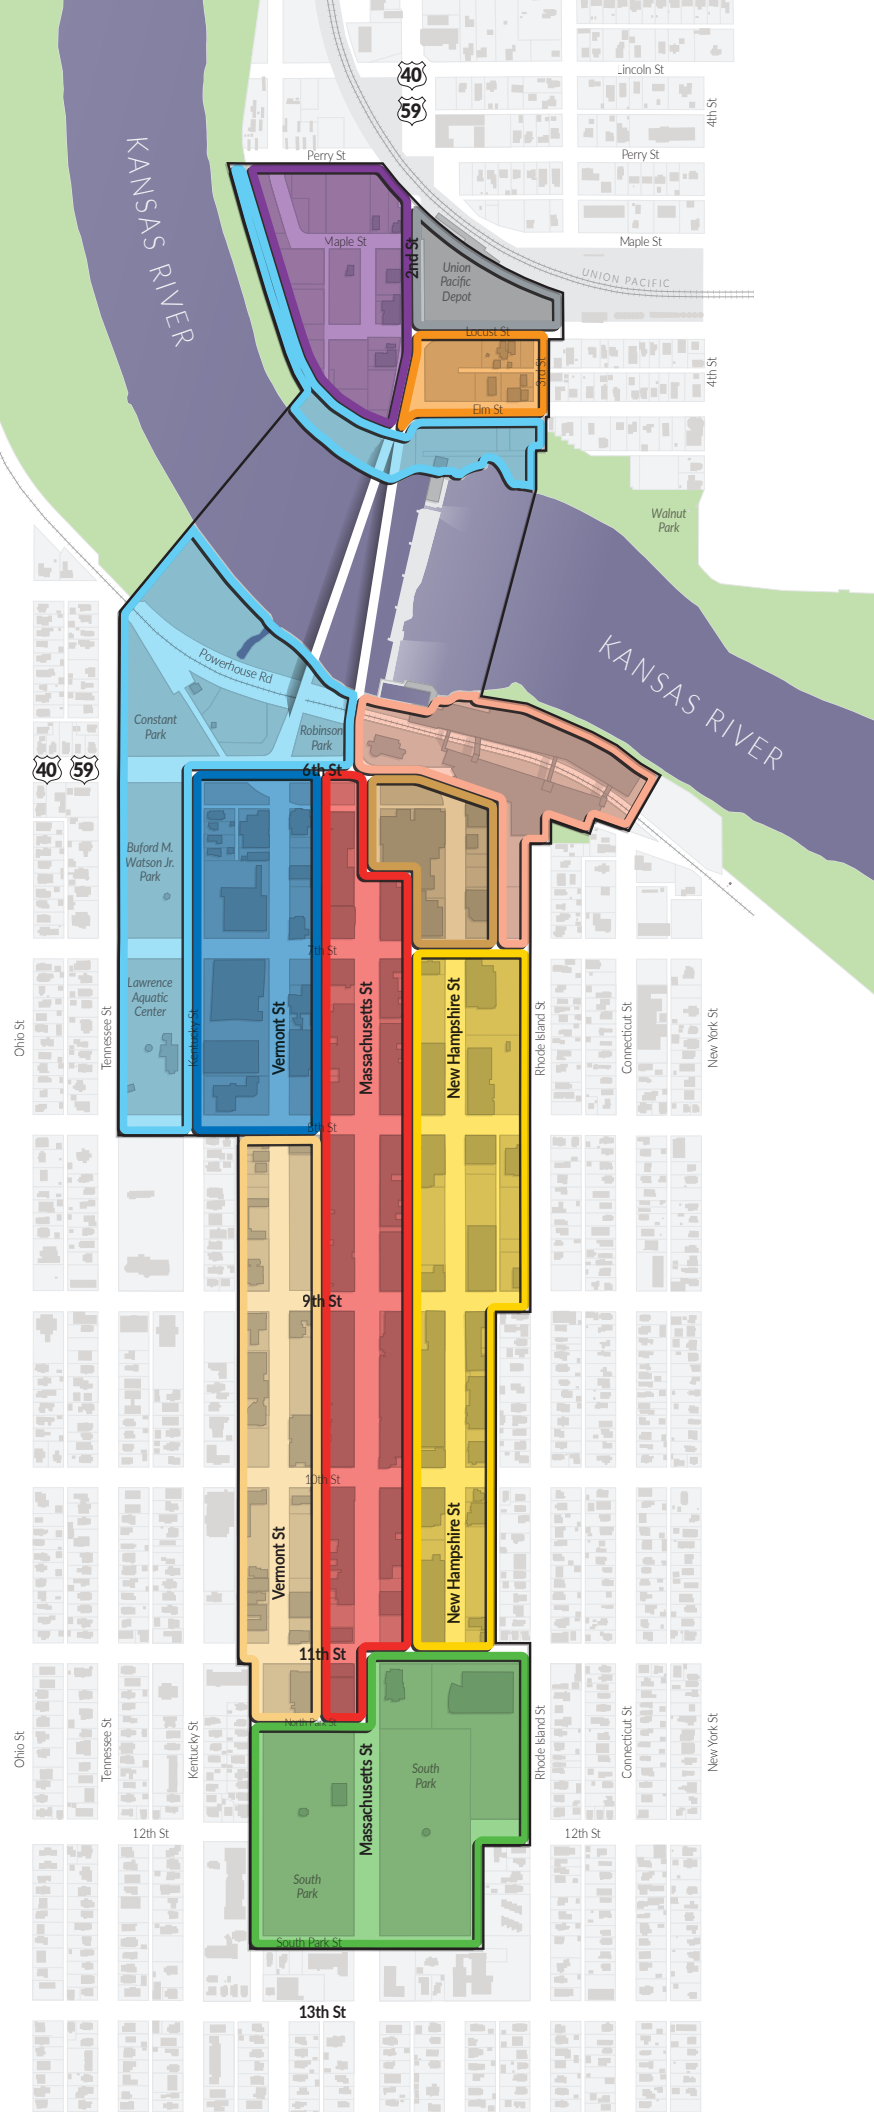 Lincoln St
40
59
4th St
Perry St
Perry St
KANSAS RIVER
Maple St
2nd St
Maple St
Union
Pacific
Depot
UNION PACIFIC
Locust St
3rd St
4th St
Elm St
Walnut
Park
KANSAS RIVER
Powerhouse Rd
Constant
Park
Robinson
Park
40
59
6th St
Buford M.
Watson Jr.
Park
7th St
Lawrence
Aquatic
Center
Ohio St
Tennessee St
Kentucky St
Vermont St
Massachusetts St
New Hampshire St
Rhode Island St
Connecticut St
New York St
8th St
9th St
10th St
Vermont St
New Hampshire St
11th St
North Park St
Ohio St
Tennessee St
Kentucky St
Massachusetts St
South
Park
Rhode Island St
Connecticut St
New York St
12th St
12th St
South
Park
South Park St
13th St